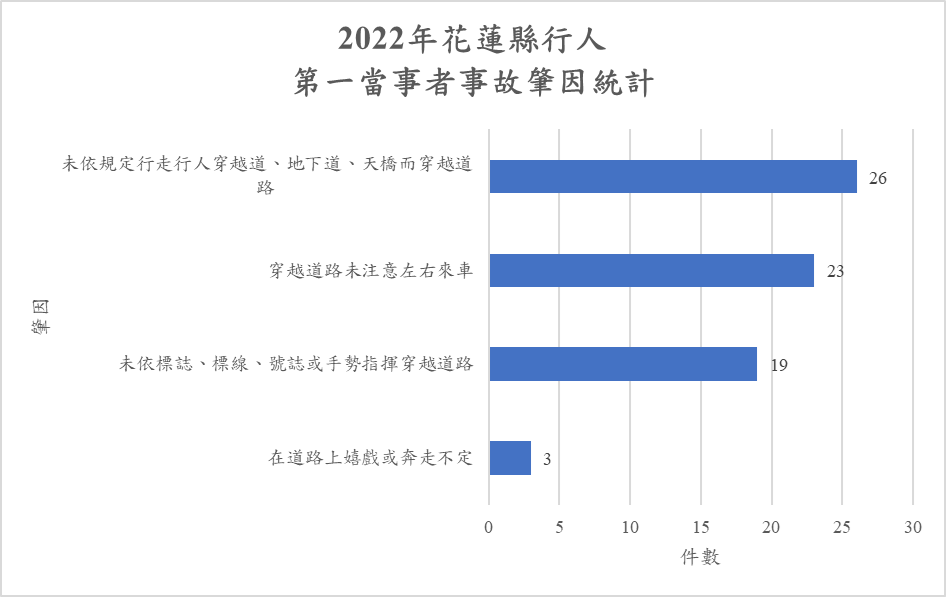 2022年花蓮縣行人
第一當事者事故肇因統計
未依規定行走行人穿越道、地下道、天橋而穿越道
路
26
穿越道路未注意左右來車
23
肇因
未依標誌、標線、號誌或手勢指揮穿越道路
19
在道路上嬉戲或奔走不定
3
0 5 10 15 20 25 30
件數